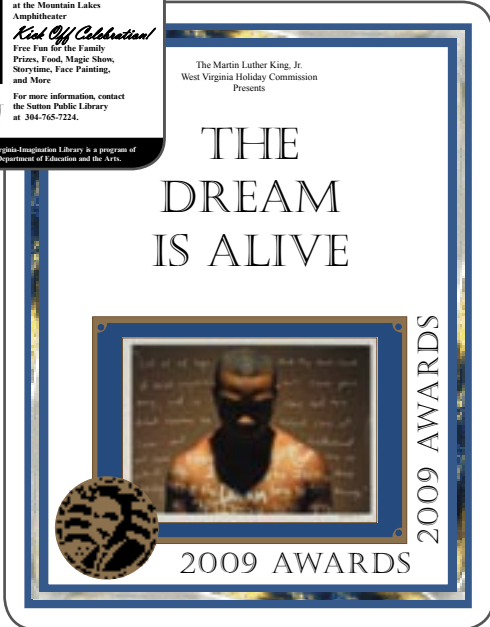 at the Mountain Lakes
Amphitheater
Kick Off Celebration!
Free Fun for the Family
Prizes, Food, Magic Show,
Storytime, Face Painting,
and More
For more information, contact
the Sutton Public Library
at 304-765-7224.
rginia-Imagination Library is a program of
Department of Education and the Arts.
The Martin Luther King, Jr.
West Virginia Holiday Commission
Presents
THE
DREAM
IS ALIVE
2009 AWARDS
2009 AWARDS